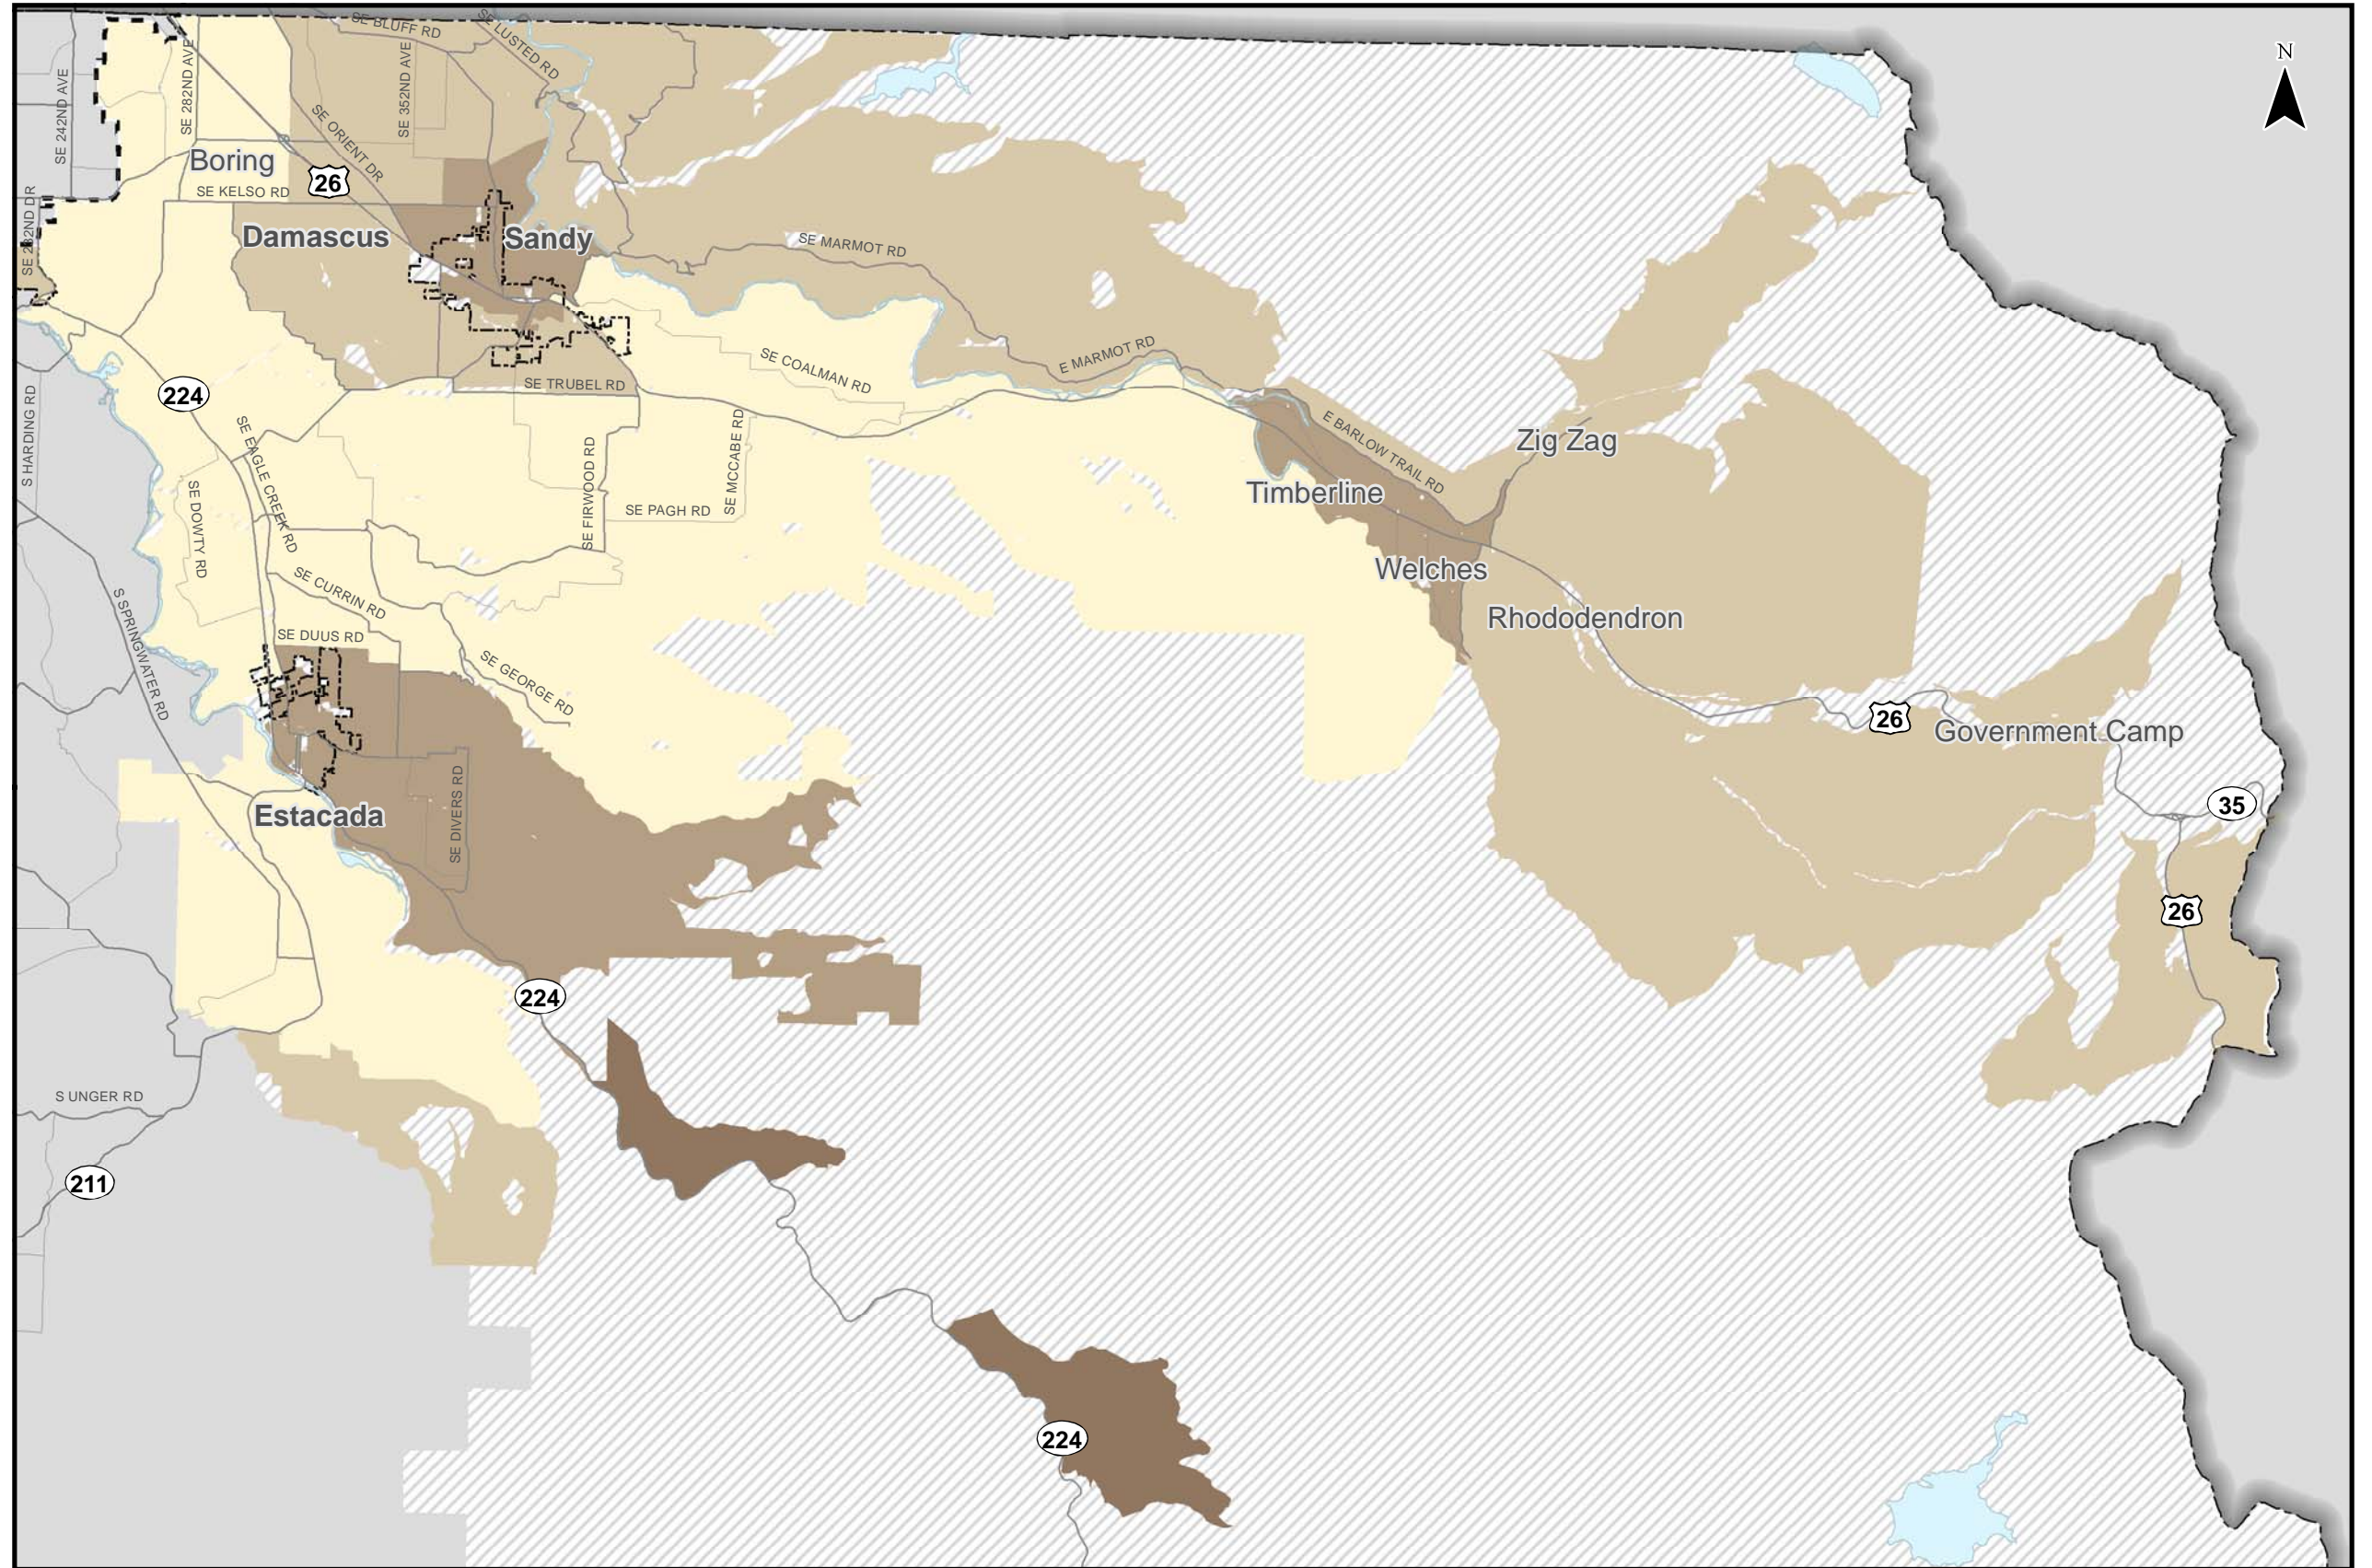 SE BLUFF RD
SE LUSTED RD
N
SE 242ND AVE
SE 282ND AVE
SE 352ND AVE
SE ORIENT DR
Boring
26
SE KELSO RD
SE 232ND DR
Damascus
Sandy
SE MARMOT RD
E MARMOT RD
SE COALMAN RD
SE TRUBEL RD
224
S HARDING RD
SE EAGLE CREEK RD
SE FIRWOOD RD
SE MCCABE RD
E BARLOW TRAIL RD
Zig Zag
Timberline
SE PAGH RD
SE DOWTY RD
Welches
SE CURRIN RD
Rhododendron
S SPRINGWATER RD
SE DUUS RD
SE GEORGE RD
26
Government Camp
35
Estacada
SE DIVERS RD
26
224
S UNGER RD
211
224